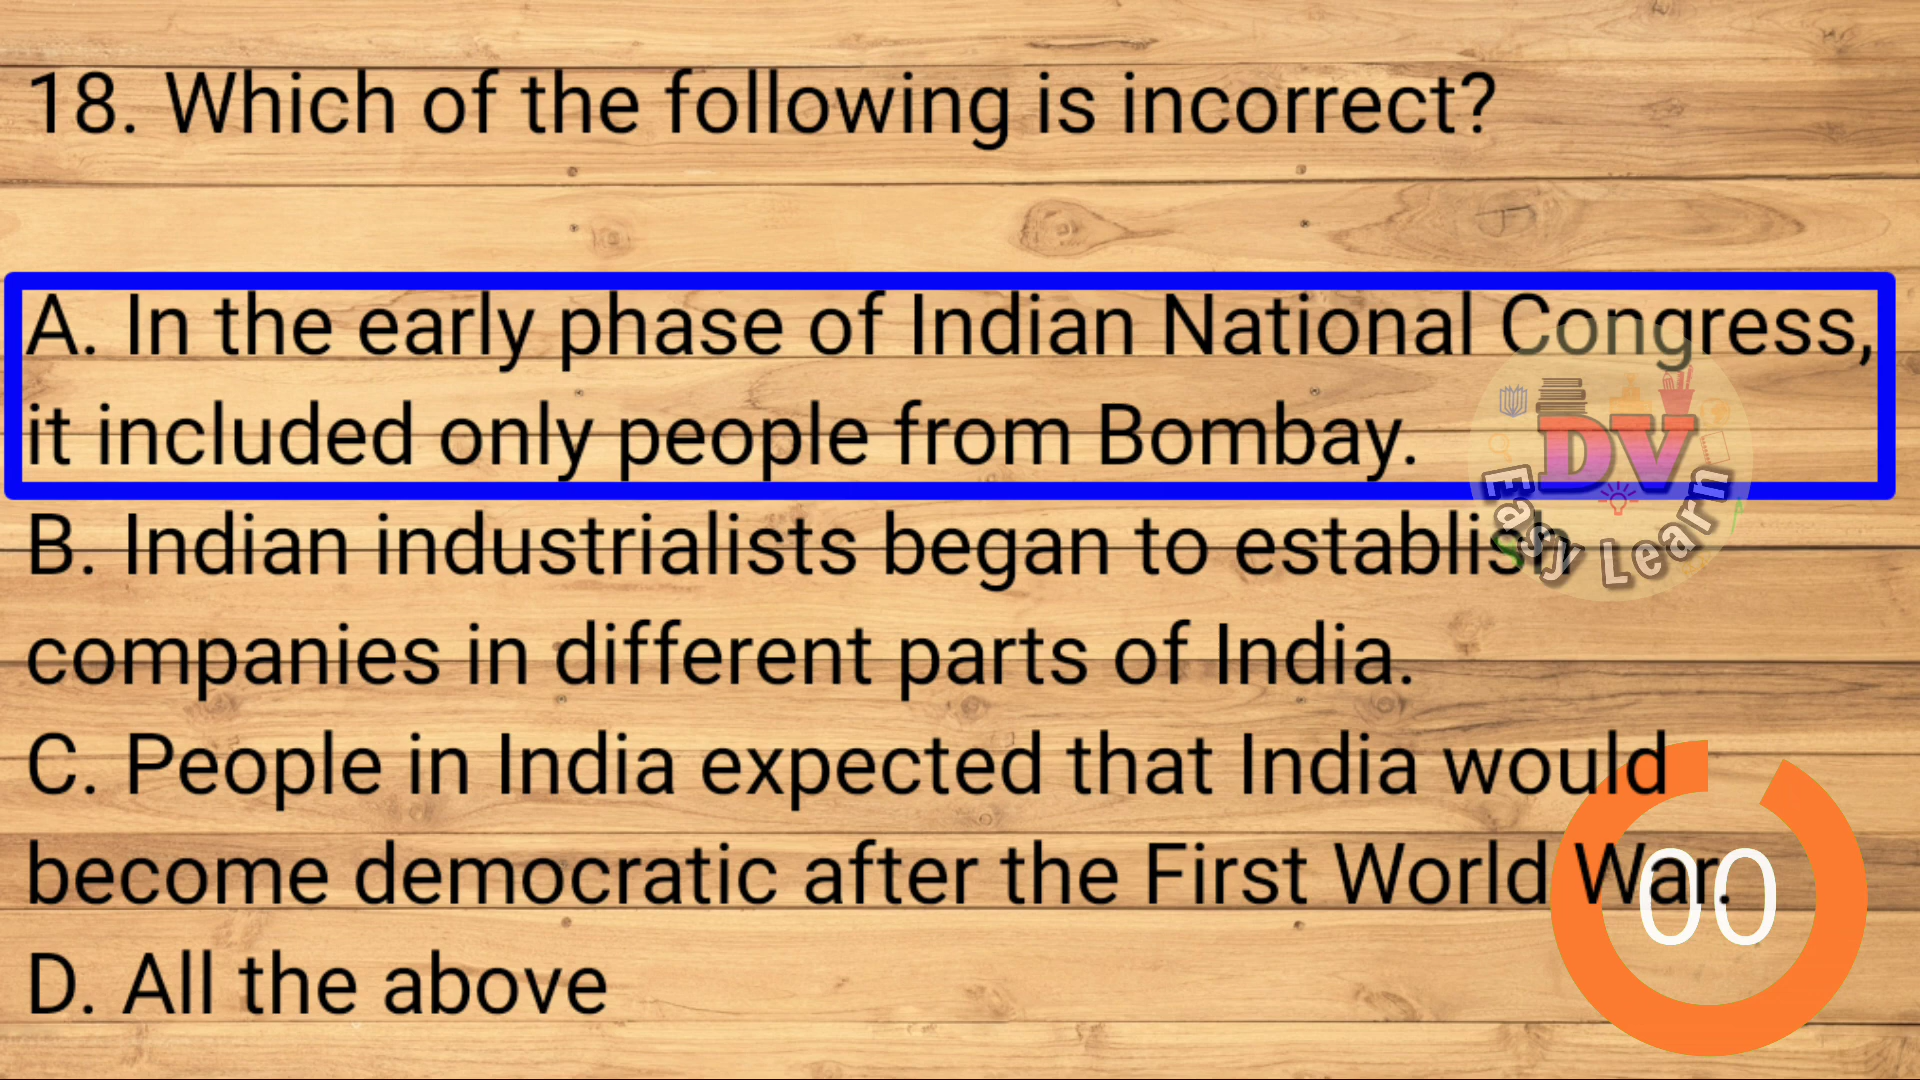 18. Which of the following is incorrect?
A. In the early phase of Indian National Congress,
it included only people from Bombay.
DV
Easy Learn
B. Indian industrialists began to establish
companies in different parts of India.
C. People in India expected that India would
become democratic after the First World War.
00
D. All the above